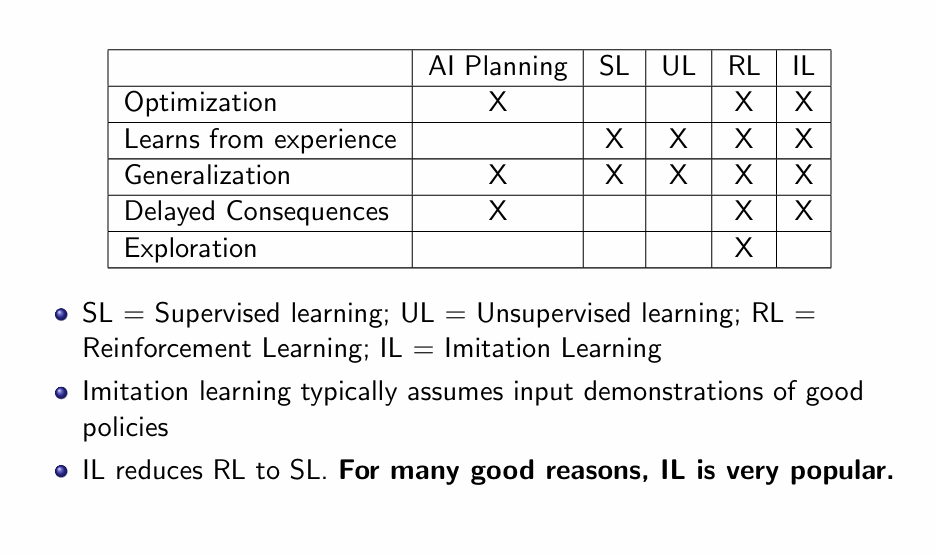 AI Planning SL UL RL IL
Optimization X X X
Learns from experience X X X X
Generalization X X X X X
Delayed Consequences X X X
Exploration X
SL = Supervised learning; UL = Unsupervised learning; RL =
Reinforcement Learning; IL = Imitation Learning
Imitation learning typically assumes input demonstrations of good
policies
IL reduces RL to SL. For many good reasons, IL is very popular.